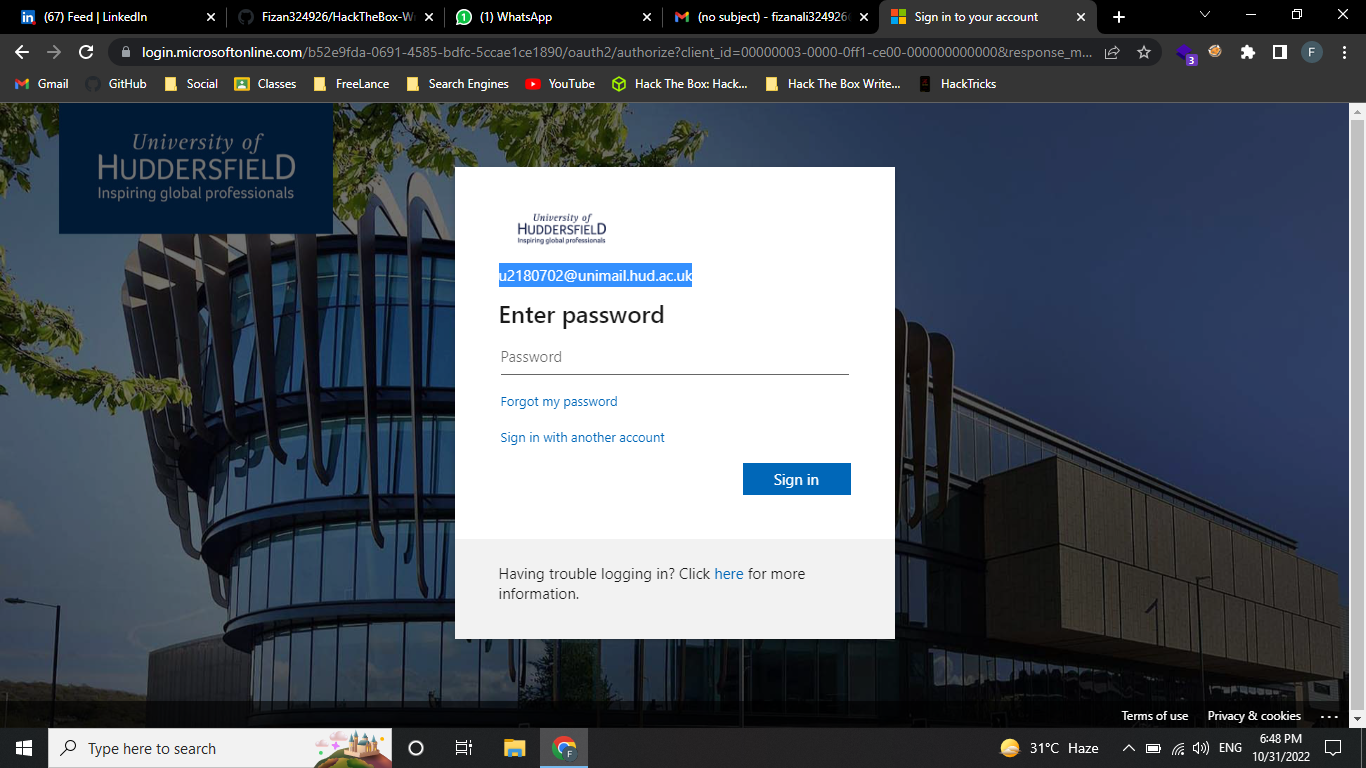 (67) Feed | LinkedIn
Fizan324926/HackTheBox-W
(1) WhatsApp
(no subject) - fizanali324926
Sign in to your account
login.microsoftonline.com/b52e9fda-0691-4585-bdfc-5ccae1ce1890/oauth2/authorize?client_id=00000003-0000-0ff1-ce00-000000000000&response_m...
3
F
Gmail
GitHub
Social
Classes
FreeLance
Search Engines
YouTube
Hack The Box: Hack...
Hack The Box Write...
HackTricks
University of
HUDDERSFIELD
Inspiring global professionals
University of
HUDDERSFIELD
Inspiring global professionals
u2180702@unimail.hud.ac.uk
Enter password
Password
Forgot my password
Sign in with another account
Sign in
Having trouble logging in? Click here for more
information.
Terms of use
Privacy & cookies
...
Type here to search
F
31°C Haze
ENG
6:48 PM
10/31/2022